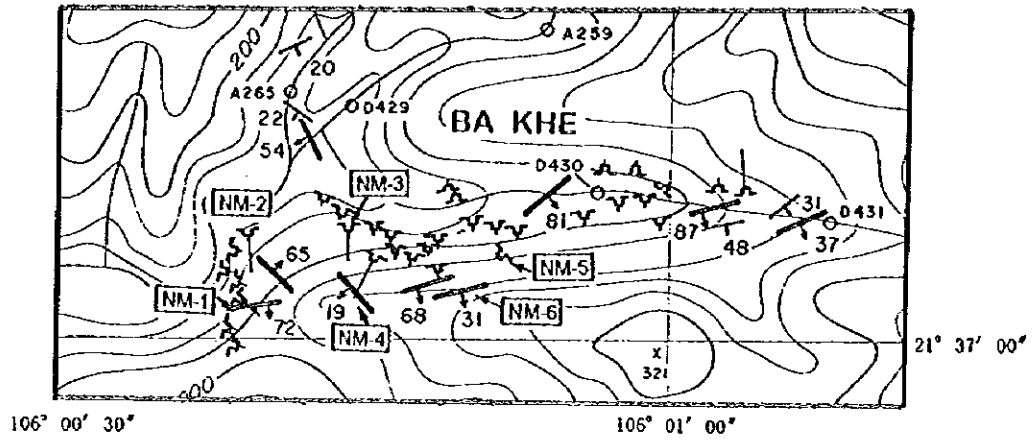 200
A259
20
A265
D429
22
BA KHE
54
D430
NM-3
NM-2
31
D431
81
87
48
37
65
NM-5
NM-1
19
68
31
NM-6
72
NM-4
21° 37' 00"
321
106° 00' 30"
106° 01' 00"